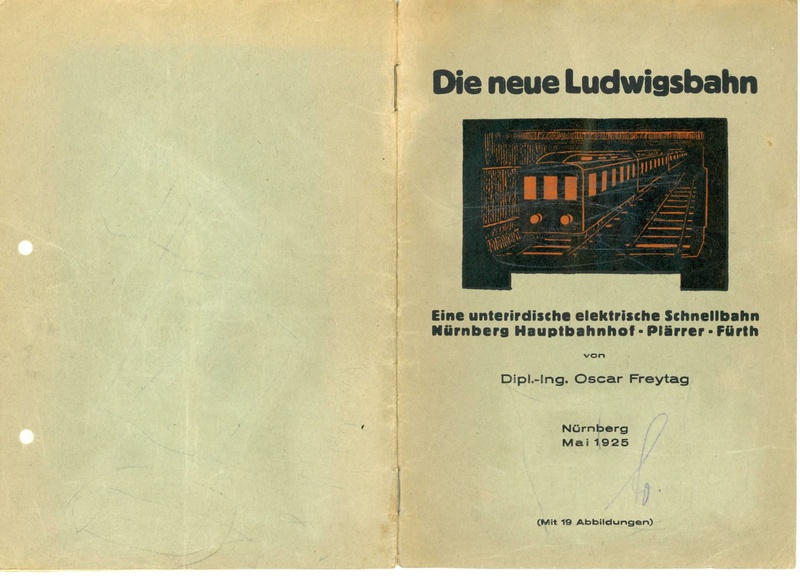 Die neue Ludwigsbahn
Eine unterirdische elektrische Schnellbahn
Nürnberg Hauptbahnhof - Plärrer - Fürth
von
Dipl.-Ing. Oscar Freytag
Nürnberg
Mai 1925
(Mit 19 Abbildungen)